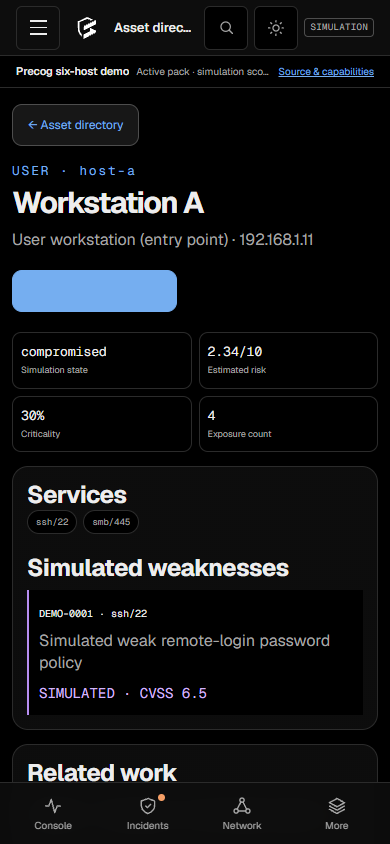 Asset direc...
SIMULATION
Precog six-host demo Active pack · simulation sco... Source & capabilities
← Asset directory
USER · host-a
Workstation A
User workstation (entry point) · 192.168.1.11
compromised
Simulation state
2.34/10
Estimated risk
30%
Criticality
4
Exposure count
Services
ssh/22 smb/445
Simulated weaknesses
DEMO-0001 · ssh/22
Simulated weak remote-login password
policy
SIMULATED · CVSS 6.5
Related work
Console Incidents Network More